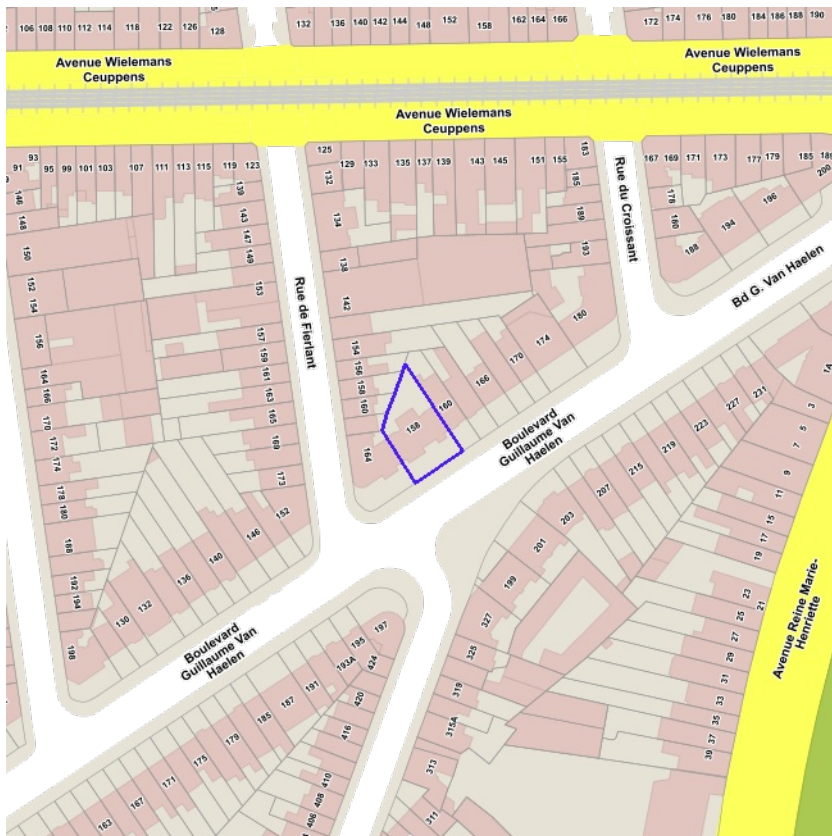 106 108 110 112 114 118 122 126 128
132 136 140 142 144 148 152 158 162 164 166
172 174 176 180 184 186 188 190
Avenue Wielemans
Ceuppens
Avenue Wielemans
Ceuppens
Avenue Wielemans
Ceuppens
91 93 95 99 101 103 107 111 113 115 119 123
125 129 133 135 137 139 143 145 151 155 163
167 169 171 173 177 179 185 189
146
148
150
152
154
156
164
166
170
172
174
178
180
188
192
194
198
139
143
147
149
153
157
159
161
163
165
169
173
Rue de Fierlant
132
134
138
142
154
156
158
160
164
185
189
193
Rue du Croissant
178
180
188
194
196
200
Bd G. Van Haelen
158
160
166
170
174
180
Boulevard
Guillaume Van
Haelen
130 132 136 140 146 152
Boulevard
Guillaume Van
Haelen
199 201 203 207 215 219 223 227 231
1A
3
5
7
9
11
15
17
19
21
23
25
27
29
31
33
35
37
39
Avenue Reine Marie-
Henriette
327
325
319
315A
313
311
163 167 171 175 179 185 187 191 193A 195 197
424
420
416
410
408
406